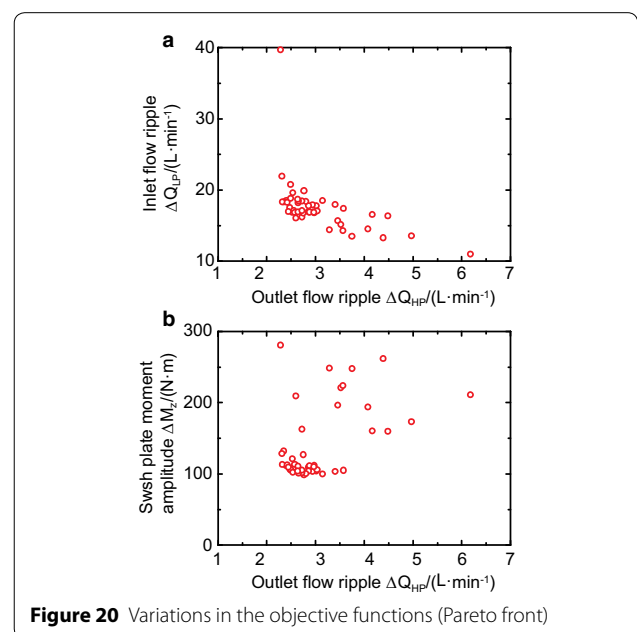 a
40
30
20
10
Inlet flow ripple
ΔQLP/(L·min-1)
1 2 3 4 5 6 7
Outlet flow ripple ΔQHP/(L·min-1)
b
300
200
100
0
Swsh plate moment
amplitude ΔMz/(N·m)
1 2 3 4 5 6 7
Outlet flow ripple ΔQHP/(L·min-1)
Figure 20 Variations in the objective functions (Pareto front)